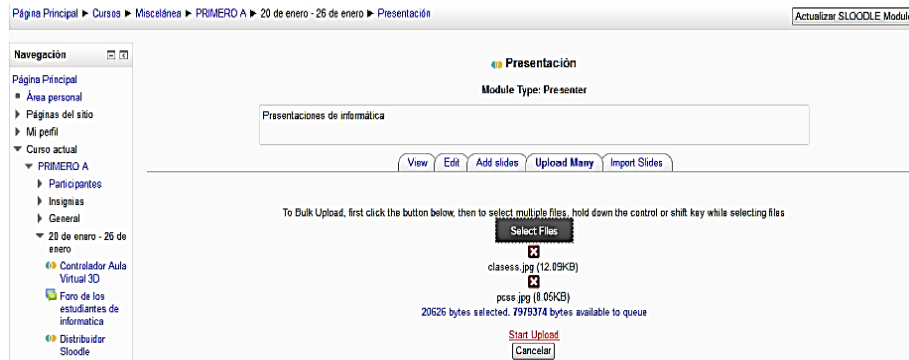 Página Principal ► Cursos ► Miscelánea ► PRIMERO A ► 20 de enero - 26 de enero ► Presentación
Actualizar SLOODLE Module
Navegación
Página Principal
Área personal
Páginas del sitio
Mi perfil
Curso actual
PRIMERO A
Participantes
Insignias
General
20 de enero - 26 de
enero
Controlador Aula
Virtual 3D
Foro de los
estudiantes de
informatica
Distribuidor
Sloodle
Presentación
Module Type: Presenter
Presentaciones de informática
View Edit Add slides Upload Many Import Slides
To Bulk Upload, first click the button below, then to select multiple files, hold down the control or shift key while selecting files
Select Files
clasess.jpg (12.09KB)
pcss.jpg (8.05KB)
20626 bytes selected. 7979374 bytes available to queue
Start Upload
Cancelar